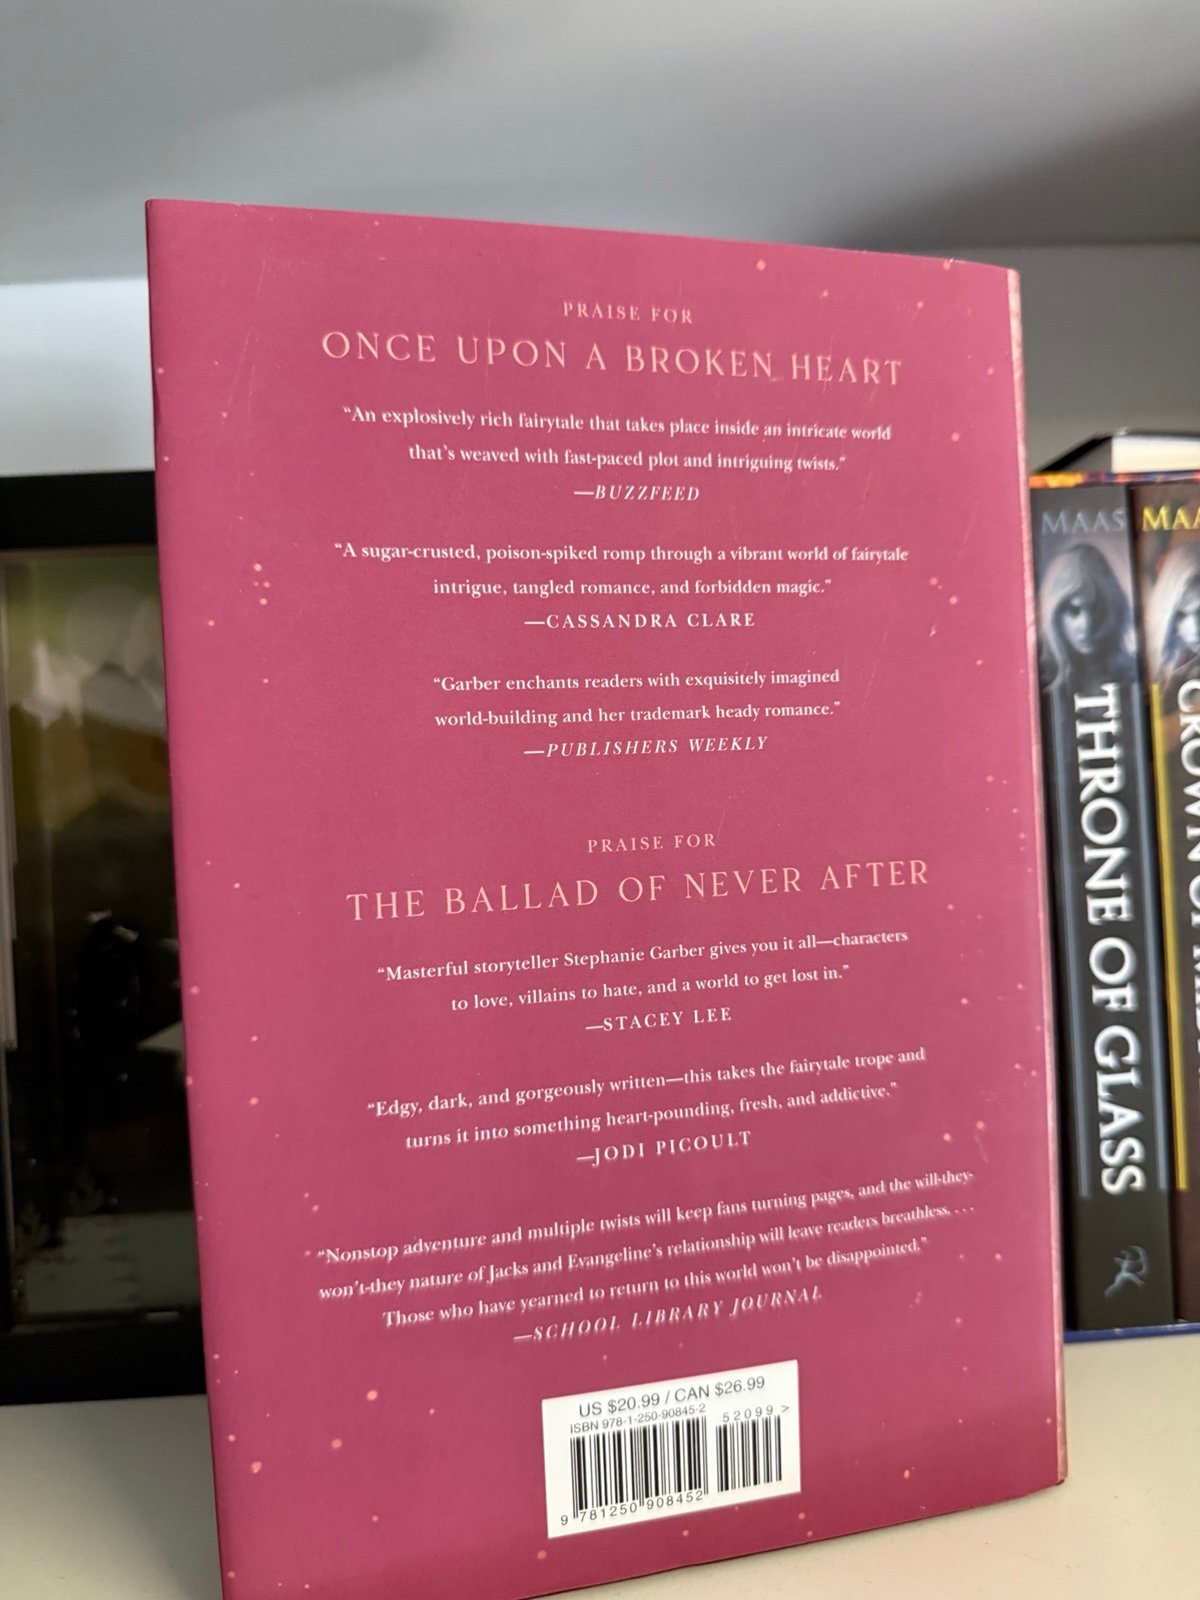 PRAISE FOR
ONCE UPON A BROKEN HEART
“An explosively rich fairytale that takes place inside an intricate world
that’s weaved with fast-paced plot and intriguing twists.”
—BUZZFEED
“A sugar-crusted, poison-spiked romp through a vibrant world of fairytale
intrigue, tangled romance, and forbidden magic.”
—CASSANDRA CLARE
“Garber enchants readers with exquisitely imagined
world-building and her trademark heady romance.”
—PUBLISHERS WEEKLY
PRAISE FOR
THE BALLAD OF NEVER AFTER
“Masterful storyteller Stephanie Garber gives you it all—characters
to love, villains to hate, and a world to get lost in.”
—STACEY LEE
“Edgy, dark, and gorgeously written—this takes the fairytale trope and
turns it into something heart-pounding, fresh, and addictive.”
—JODI PICOULT
“Nonstop adventure and multiple twists will keep fans turning pages, and the will-they-
won’t-they nature of Jacks and Evangeline’s relationship will leave readers breathless. . . .
Those who have yearned to return to this world won’t be disappointed.”
—SCHOOL LIBRARY JOURNAL
US $20.99 / CAN $26.99
ISBN 978-1-250-90845-2
52099>
9 781250 908452
MAAS
THRONE OF GLASS